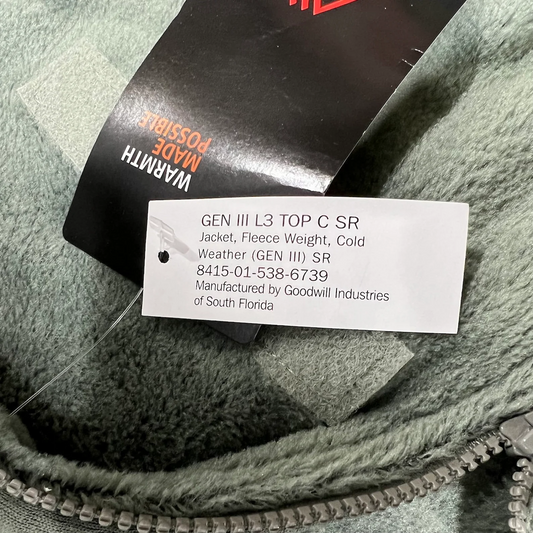 WARMTH
MADE
POSSIBLE
GEN III L3 TOP C SR
Jacket, Fleece Weight, Cold
Weather (GEN III) SR
8415-01-538-6739
Manufactured by Goodwill Industries
of South Florida